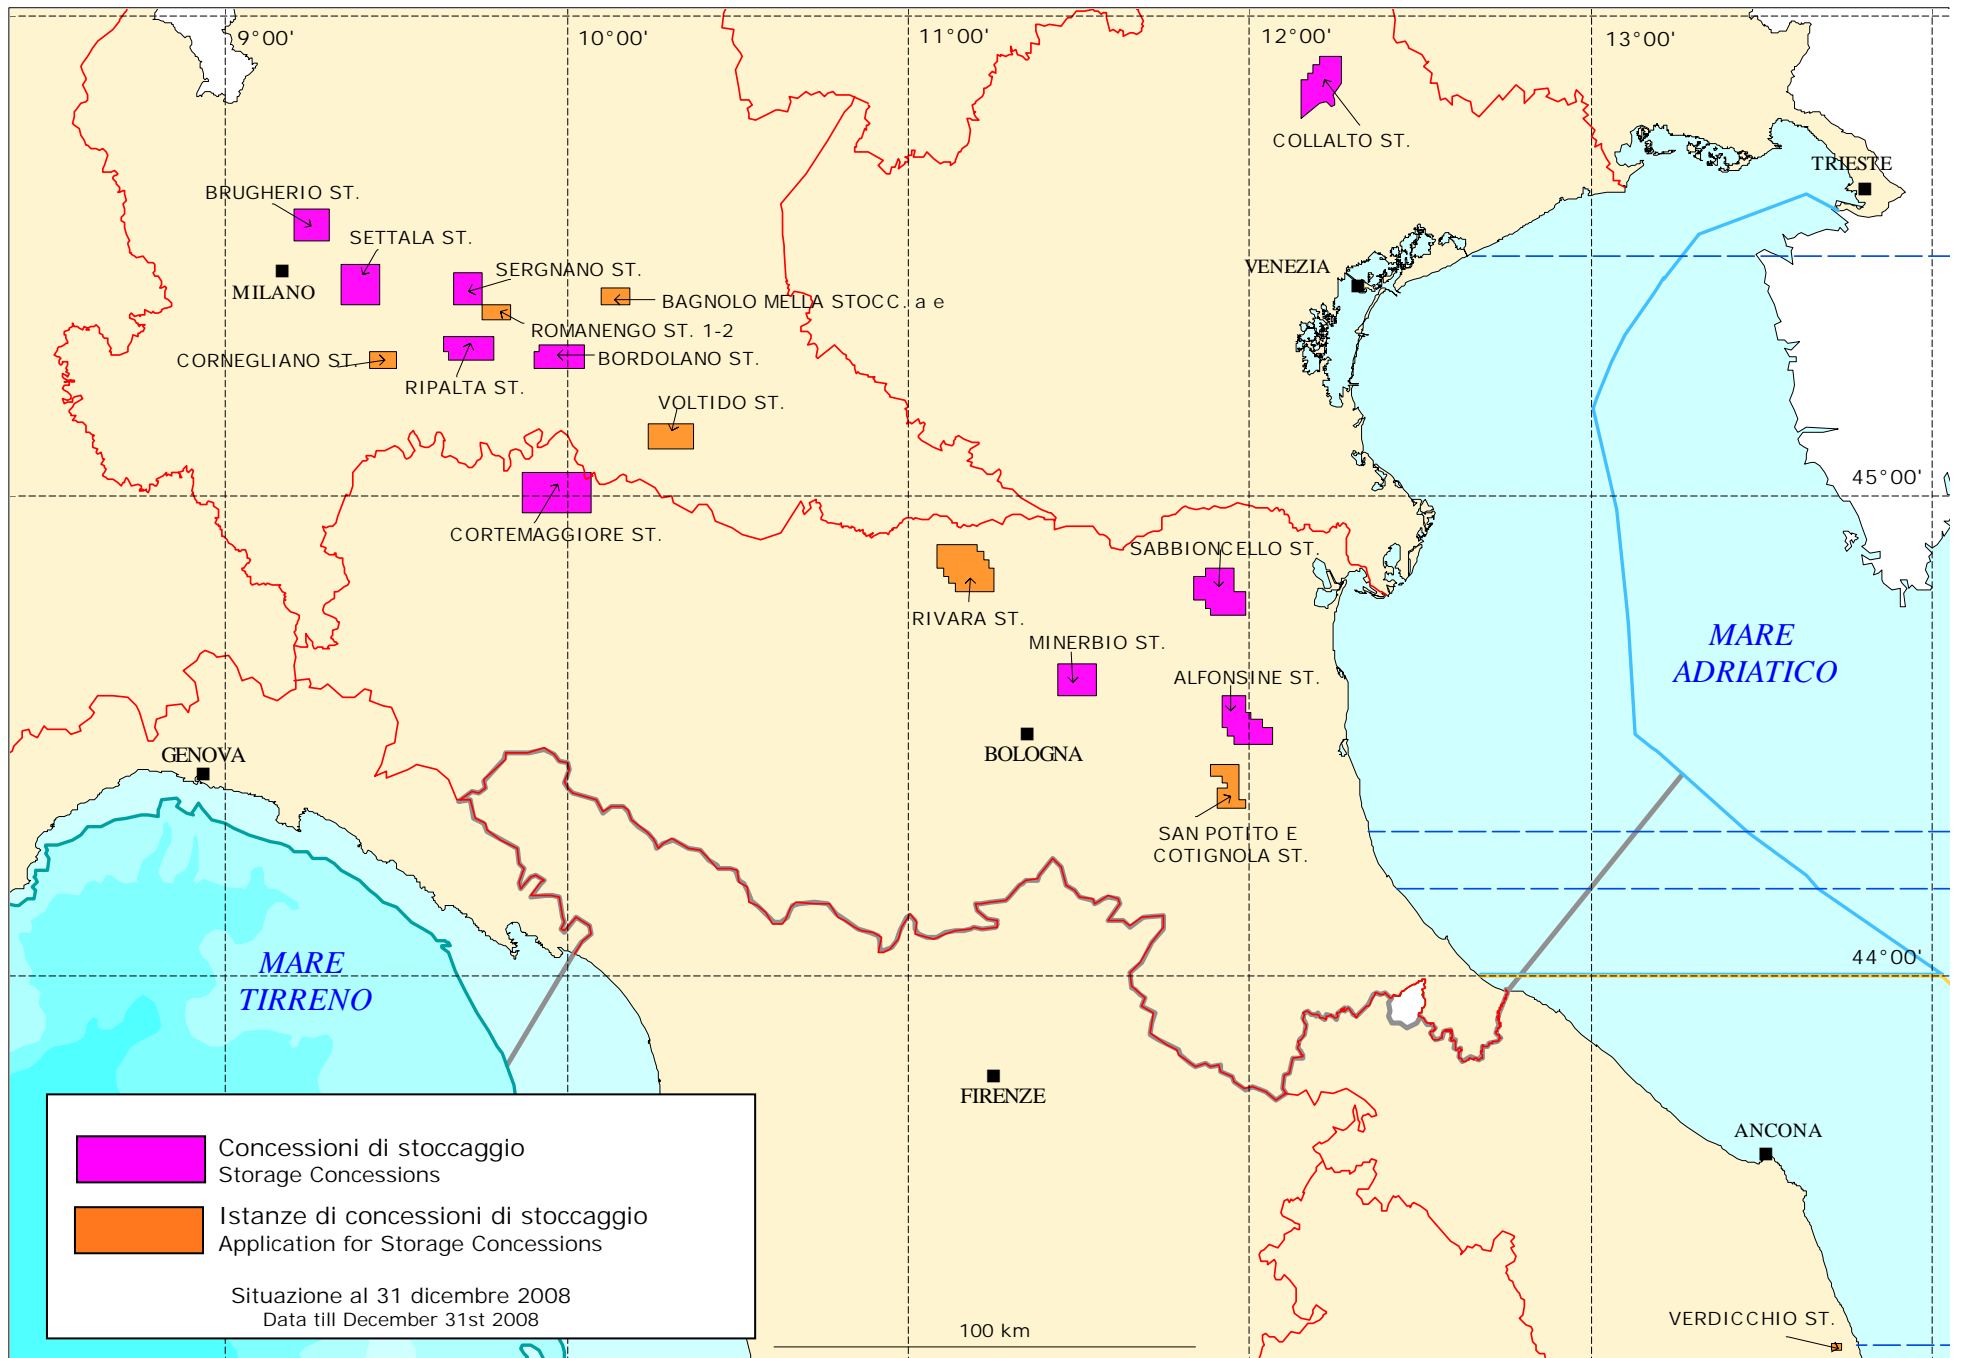 9°00'
10°00'
11°00'
12°00'
13°00'
COLLALTO ST.
TRIESTE
BRUGHERIO ST.
SETTALA ST.
SERGNANO ST.
VENEZIA
MILANO
BAGNOLO MELLA STOCC. a e
ROMANENGO ST. 1-2
CORNEGLIANO ST.
BORDOLANO ST.
RIPALTA ST.
VOLTIDO ST.
45°00'
CORTEMAGGIORE ST.
SABBIONCELLO ST.
RIVARA ST.
MINERBIO ST.
MARE
ADRIATICO
ALFONSINE ST.
GENOVA
BOLOGNA
SAN POTITO E
COTIGNOLA ST.
44°00'
MARE
TIRRENO
FIRENZE
ANCONA
Concessioni di stoccaggio
Storage Concessions
Istanze di concessioni di stoccaggio
Application for Storage Concessions
Situazione al 31 dicembre 2008
Data till December 31st 2008
100 km
VERDICCHIO ST.